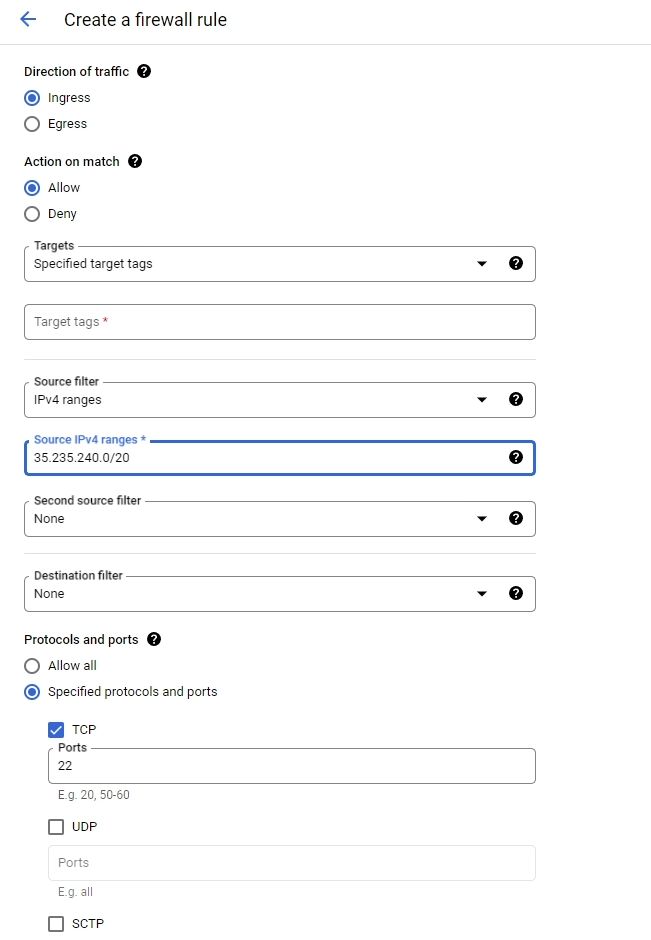 Create a firewall rule
Direction of traffic ?
Ingress
Egress
Action on match ?
Allow
Deny
Targets
Specified target tags ?
Target tags *
Source filter
IPv4 ranges ?
Source IPv4 ranges *
35.235.240.0/20 ?
Second source filter
None ?
Destination filter
None ?
Protocols and ports ?
Allow all
Specified protocols and ports
TCP
Ports
22
E.g. 20, 50-60
UDP
Ports
E.g. all
SCTP